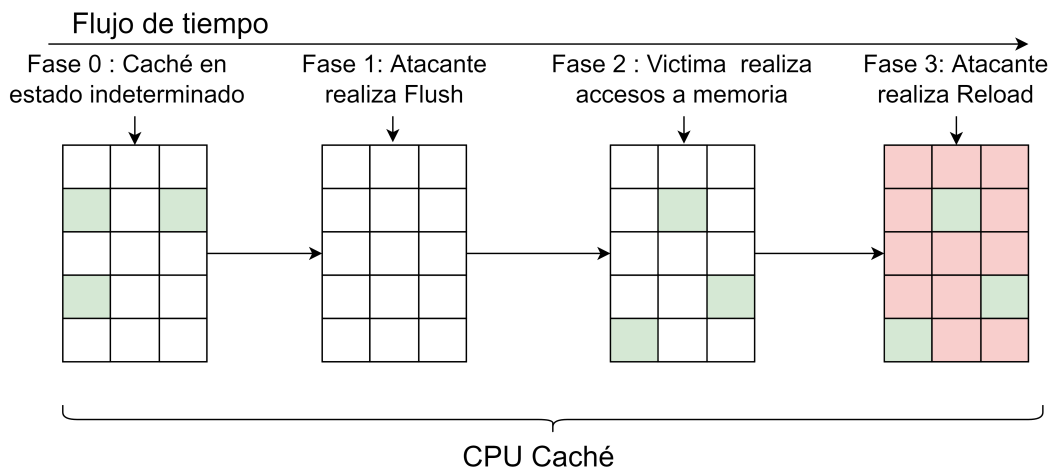 Flujo de tiempo
Fase 0 : Caché en
estado indeterminado
Fase 1: Atacante
realiza Flush
Fase 2 : Victima realiza
accesos a memoria
Fase 3: Atacante
realiza Reload
CPU Caché